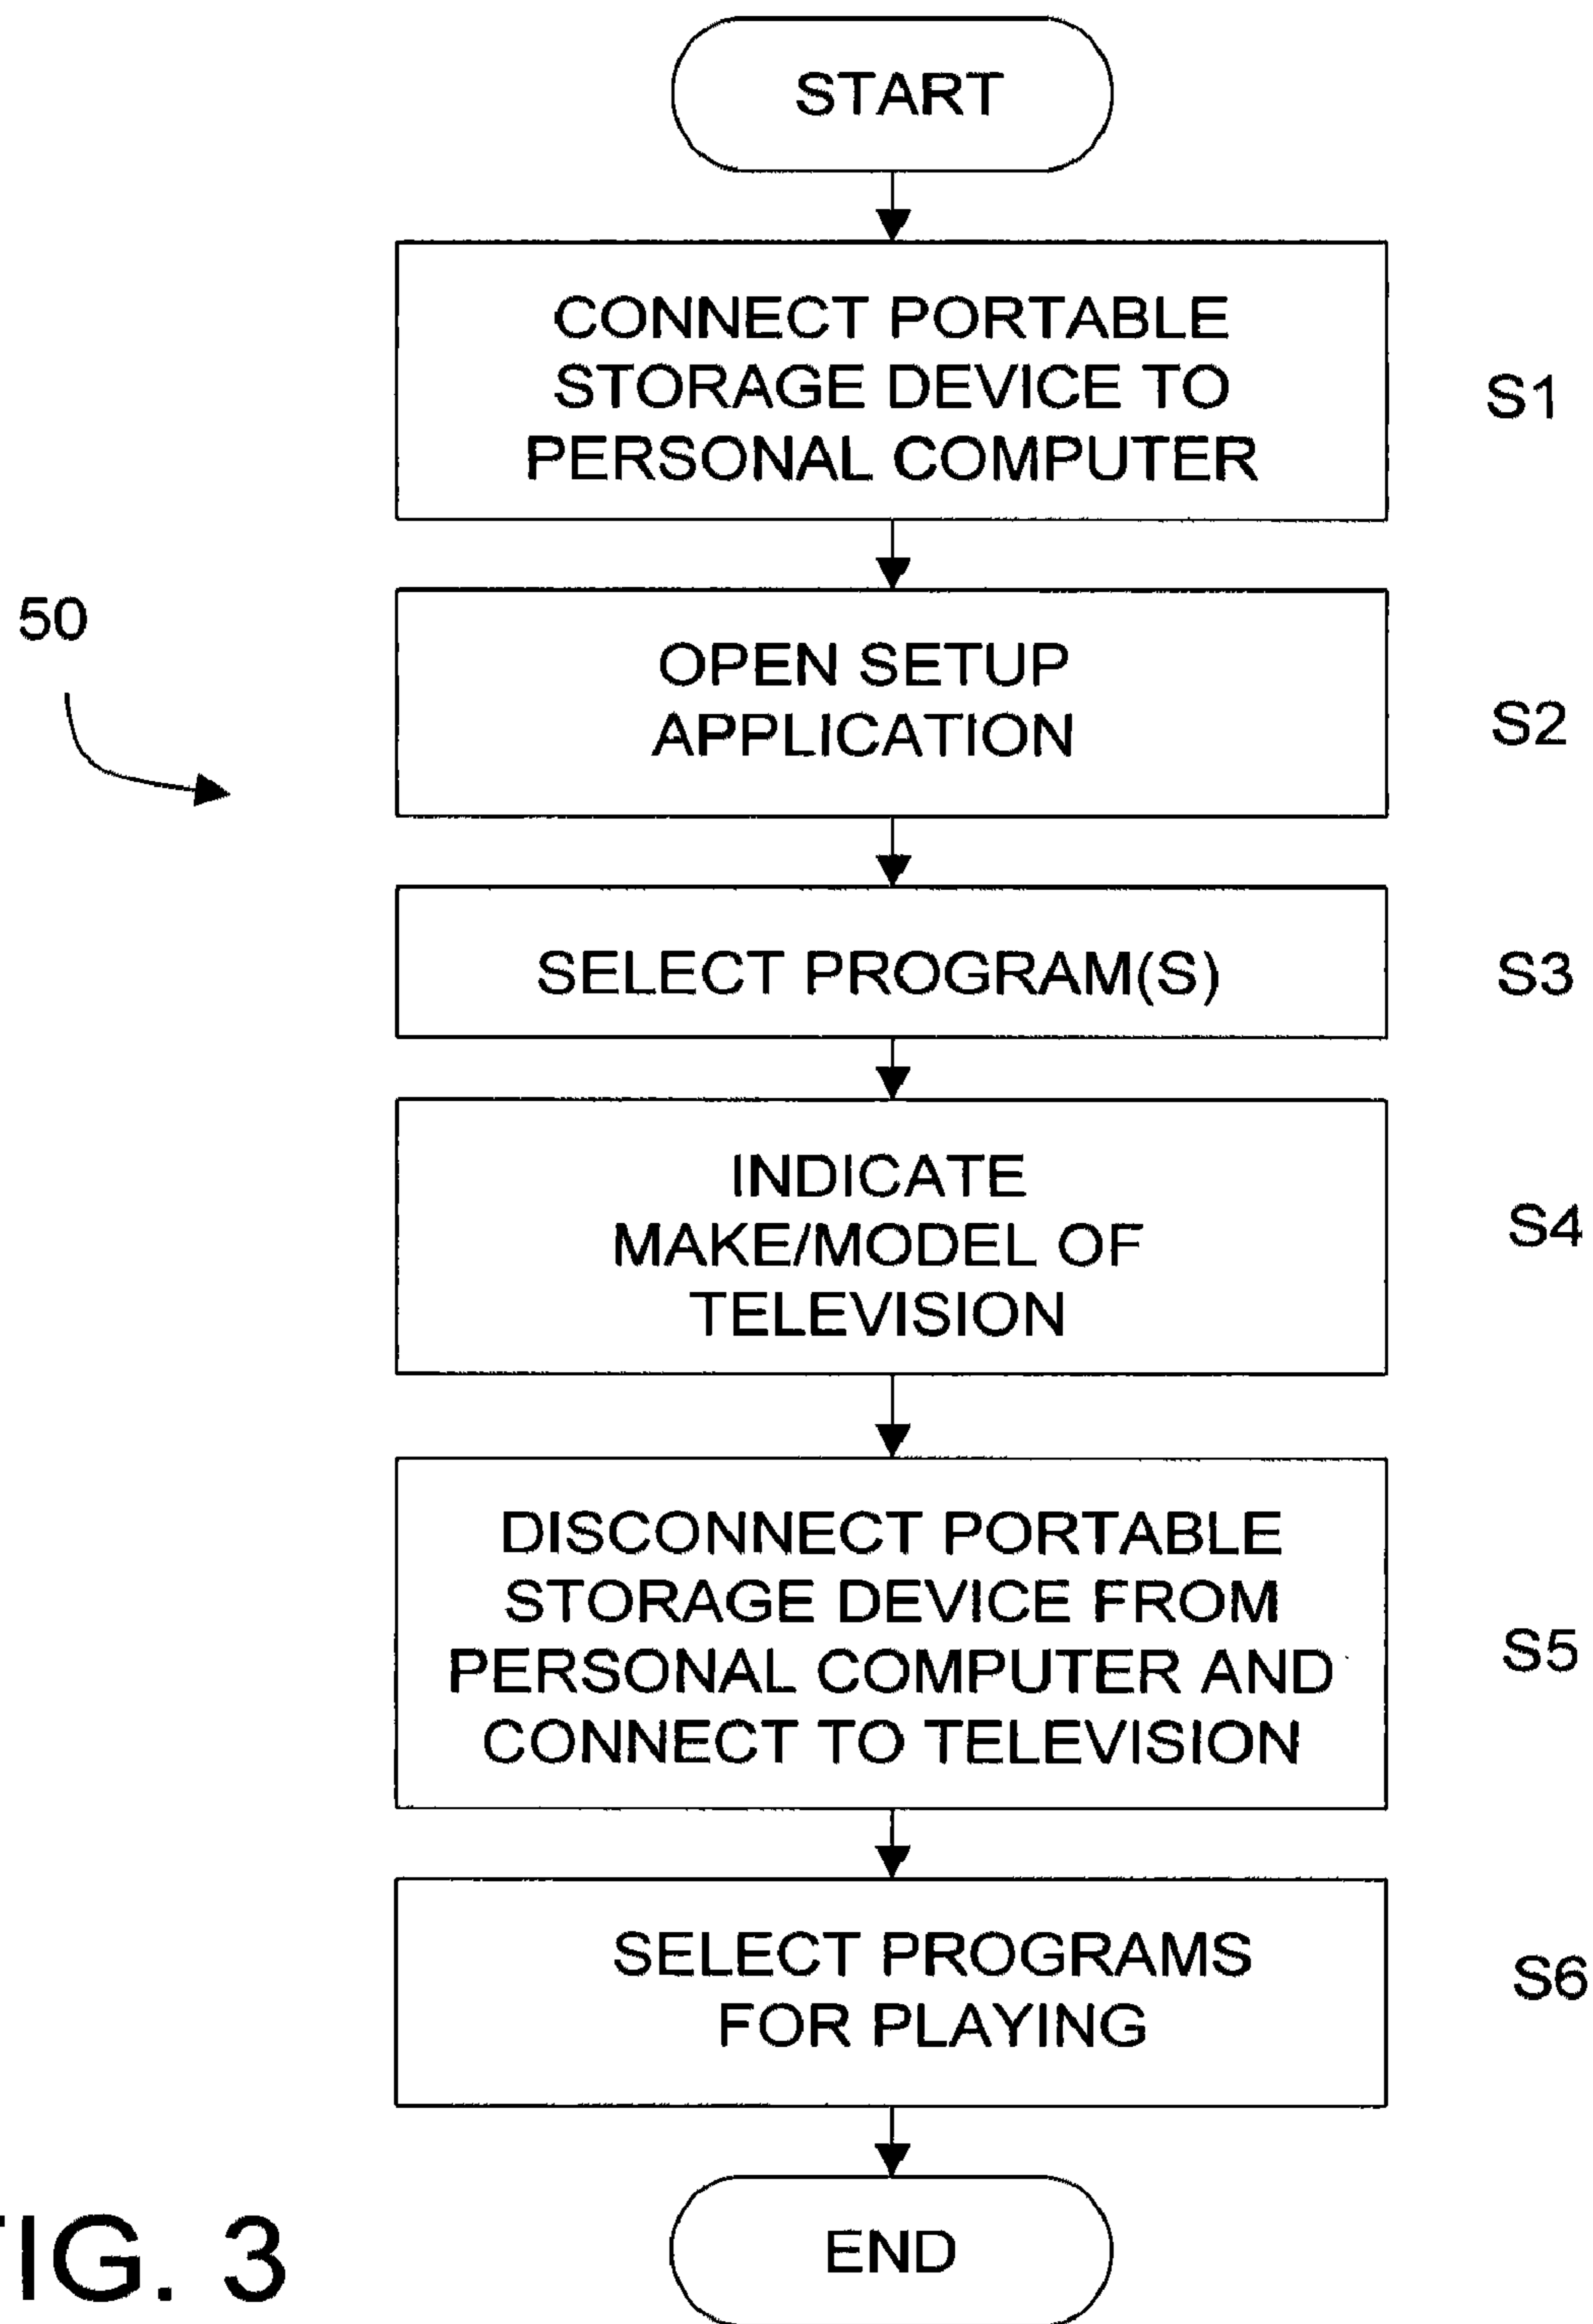 START
CONNECT PORTABLE
STORAGE DEVICE TO
PERSONAL COMPUTER
S1
50
OPEN SETUP
APPLICATION
S2
SELECT PROGRAM(S)
S3
INDICATE
MAKE/MODEL OF
TELEVISION
S4
DISCONNECT PORTABLE
STORAGE DEVICE FROM
PERSONAL COMPUTER AND
CONNECT TO TELEVISION
S5
SELECT PROGRAMS
FOR PLAYING
S6
END
FIG. 3